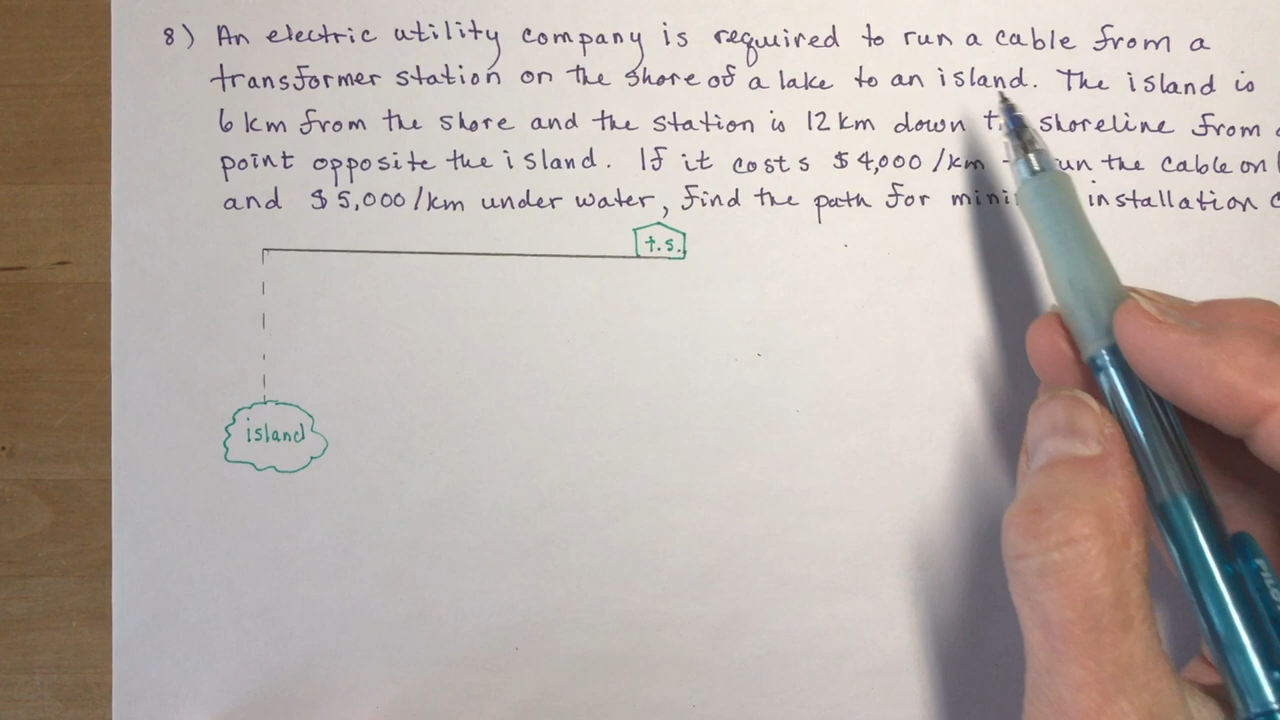 8) An electric utility company is required to run a cable from a
transformer station on the shore of a lake to an island. The island is
6 km from the shore and the station is 12 km down shoreline from
point opposite the island. If it costs $4,000/km the cable on
and $5,000/km under water, find the path for installation
t.s.
island